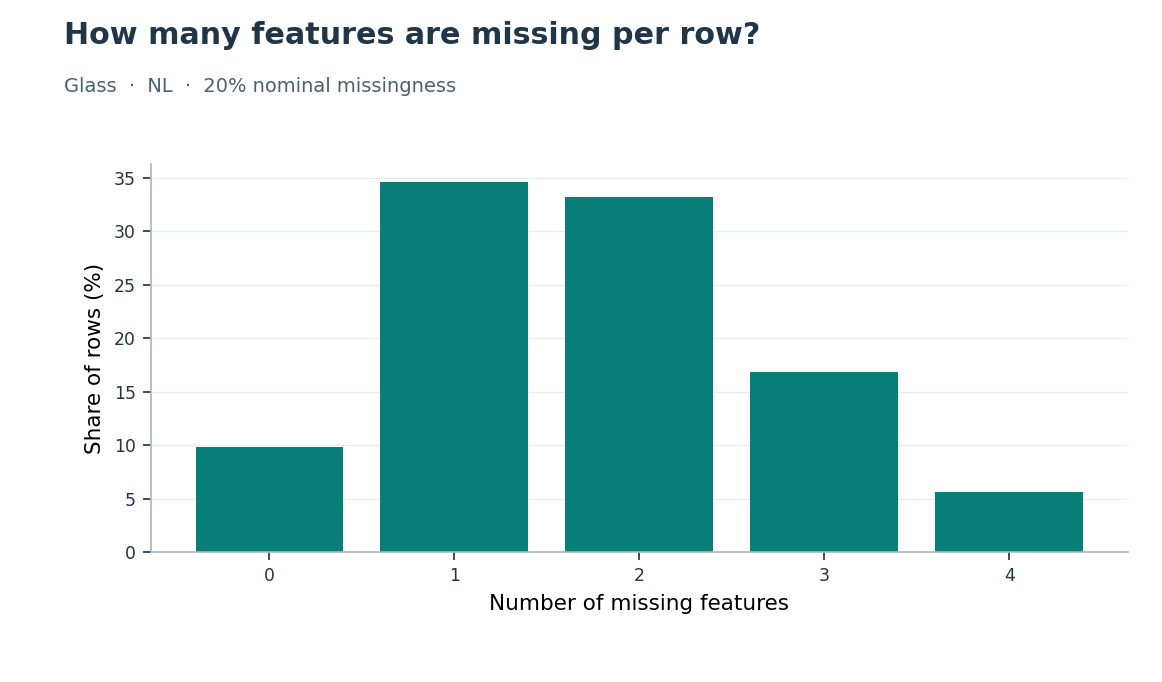 How many features are missing per row?
Glass · NL · 20% nominal missingness
Share of rows (%)
35
30
25
20
15
10
5
0
0 1 2 3 4
Number of missing features